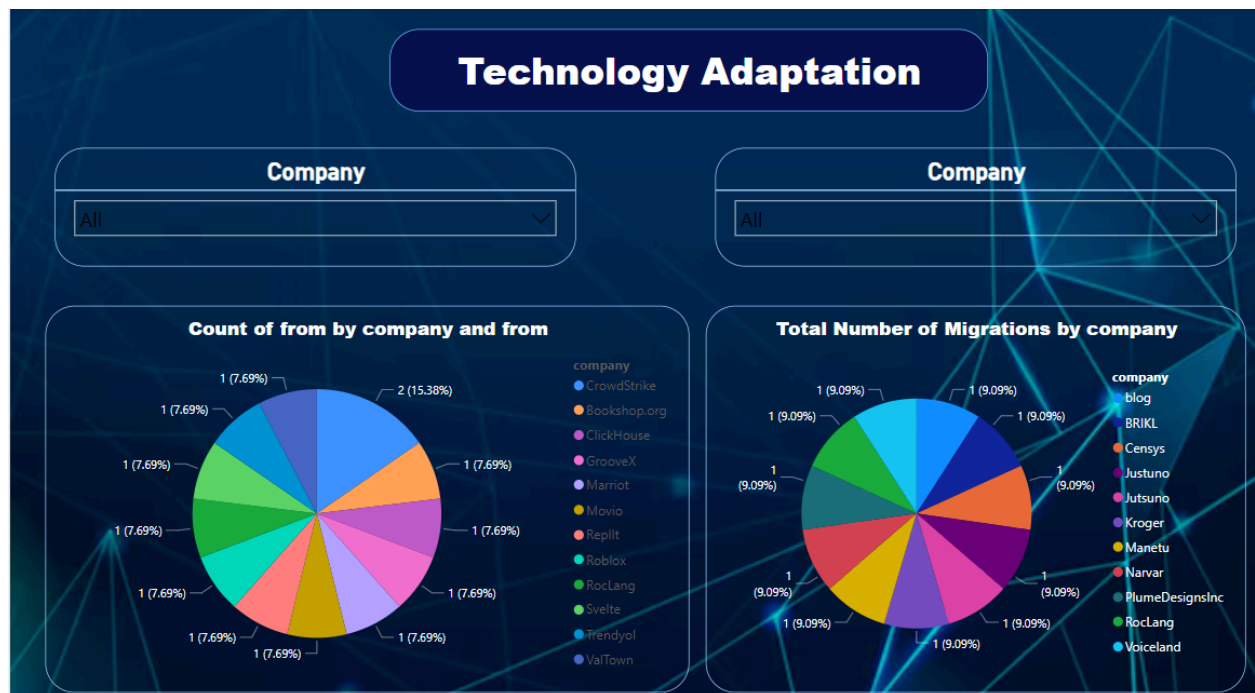 Technology Adaptation
Company
All
Company
All
Count of from by company and from
1 (7.69%)
2 (15.38%)
1 (7.69%)
1 (7.69%)
1 (7.69%)
1 (7.69%)
1 (7.69%)
1 (7.69%)
1 (7.69%)
1 (7.69%)
1 (7.69%)
1 (7.69%)
company
CrowdStrike
Bookshop.org
ClickHouse
GrooveX
Marriot
Movio
ReplIt
Roblox
RocLang
Svelte
Trendyol
ValTown
Total Number of Migrations by company
1 (9.09%)
1 (9.09%)
1 (9.09%)
1 (9.09%)
1
(9.09%)
1
(9.09%)
1
(9.09%)
1
(9.09%)
1 (9.09%)
1 (9.09%)
1 (9.09%)
company
blog
BRIKL
Censys
Justuno
Jutsuno
Kroger
Manetu
Narvar
PlumeDesignsInc
RocLang
Voiceland